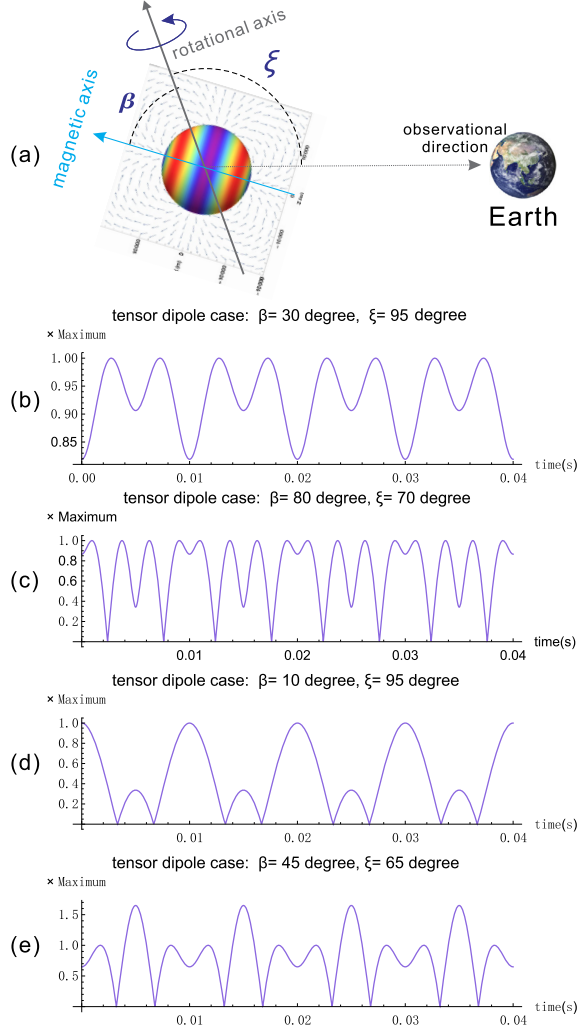 rotational axis
ξ
β
magnetic axis
(a)
observational
direction
Earth
10 000
0
-10 000
l (m)
tensor dipole case: β= 30 degree, ξ= 95 degree
× Maximum
(b)
1.00
0.95
0.90
0.85
0.00
0.01
0.02
0.03
0.04
time(s)
tensor dipole case: β= 80 degree, ξ= 70 degree
× Maximum
(c)
1.0
0.8
0.6
0.4
0.2
0.01
0.02
0.03
0.04
time(s)
tensor dipole case: β= 10 degree, ξ= 95 degree
× Maximum
(d)
1.0
0.8
0.6
0.4
0.2
0.01
0.02
0.03
0.04
time(s)
tensor dipole case: β= 45 degree, ξ= 65 degree
× Maximum
(e)
1.5
1.0
0.5
0.01
0.02
0.03
0.04
time(s)